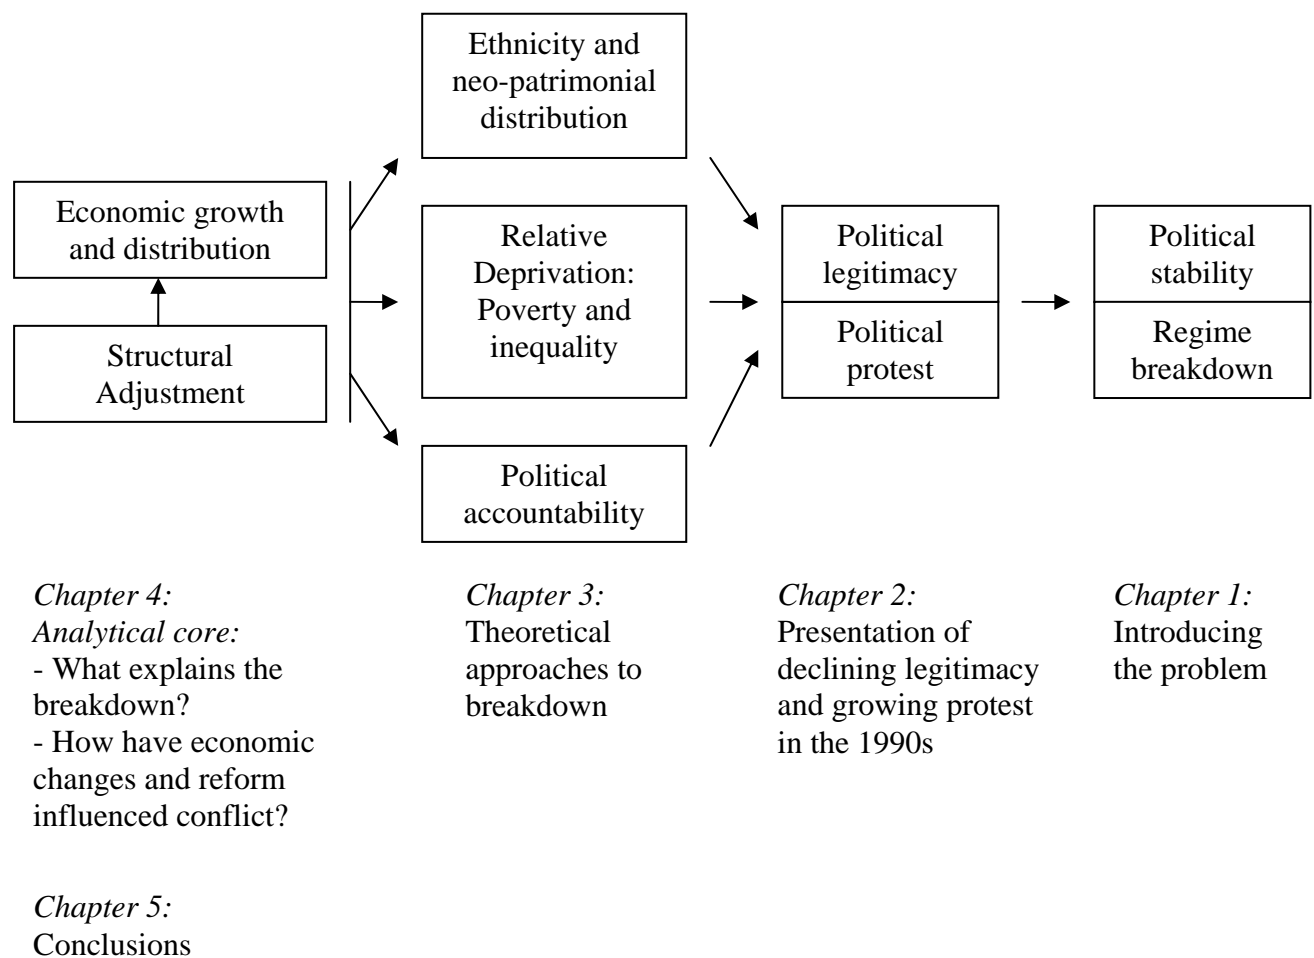 Ethnicity and
neo-patrimonial
distribution
Economic growth
and distribution
Structural
Adjustment
Relative
Deprivation:
Poverty and
inequality
Political
accountability
Political
legitimacy
Political
protest
Political
stability
Regime
breakdown
Chapter 4:
Analytical core:
- What explains the
breakdown?
- How have economic
changes and reform
influenced conflict?
Chapter 3:
Theoretical
approaches to
breakdown
Chapter 2:
Presentation of
declining legitimacy
and growing protest
in the 1990s
Chapter 1:
Introducing
the problem
Chapter 5:
Conclusions